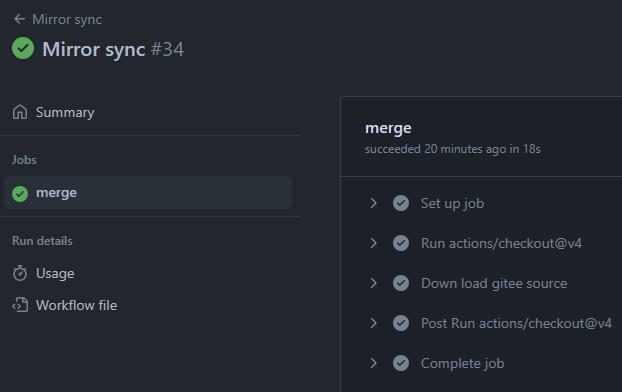 Mirror sync
Mirror sync #34
Summary
Jobs
merge
Run details
Usage
Workflow file
merge
succeeded 20 minutes ago in 18s
Set up job
Run actions/checkout@v4
Down load gitee source
Post Run actions/checkout@v4
Complete job